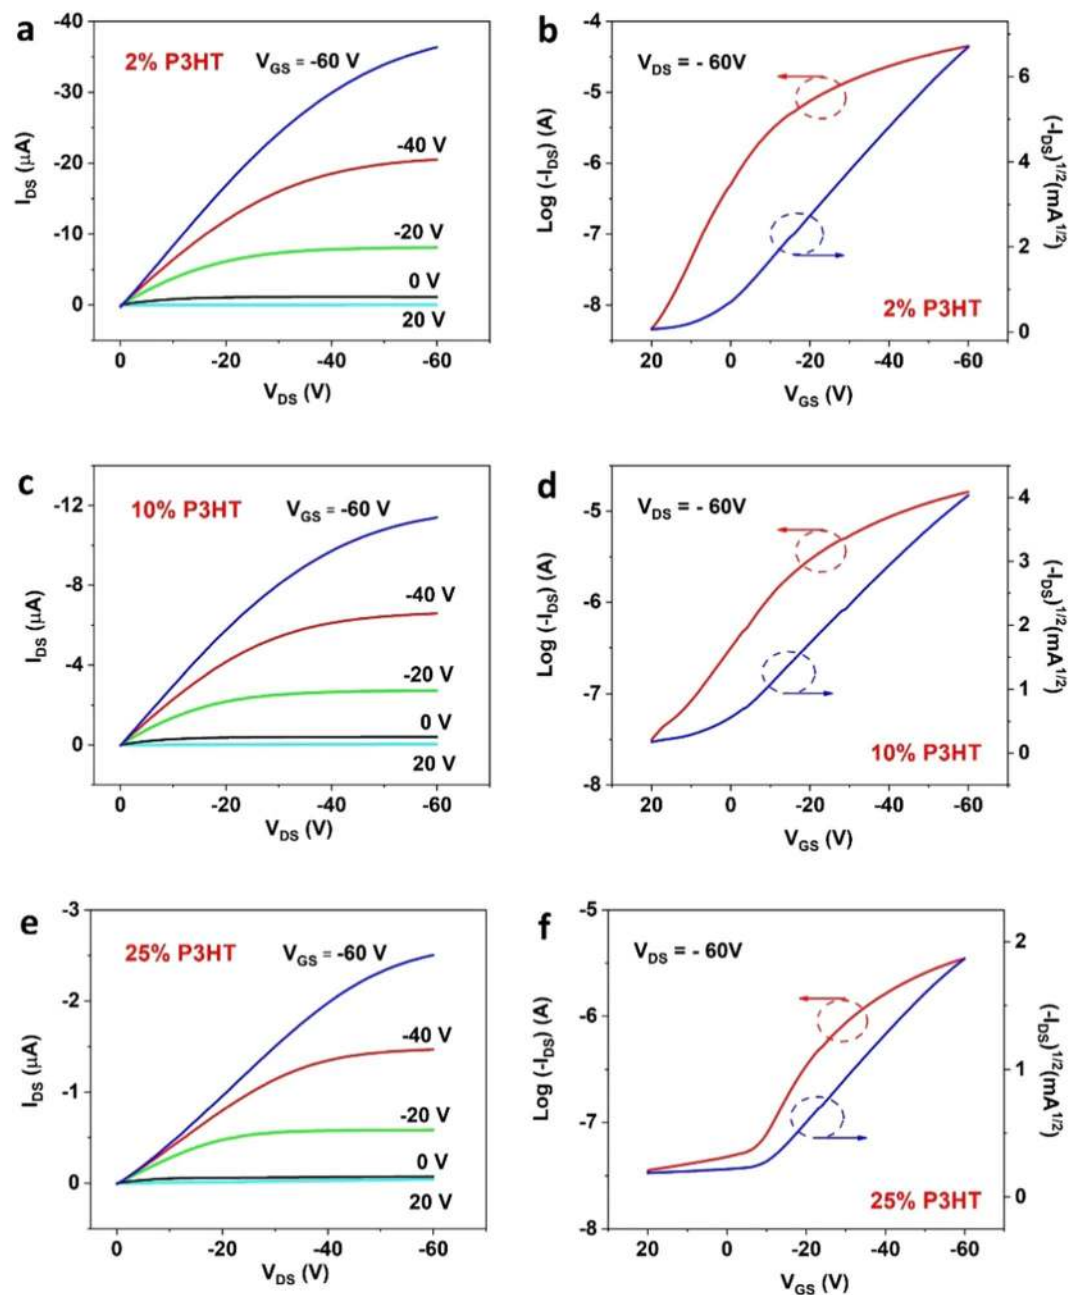 a
2% P3HT
V_GS = -60 V
-40 V
-20 V
0 V
20 V
-40
-30
-20
-10
0
I_DS (μA)
0
-20
-40
-60
V_DS (V)
b
V_DS = - 60V
2% P3HT
-4
-5
-6
-7
-8
Log (-I_DS) (A)
6
4
2
0
(-I_DS)^1/2(mA^1/2)
20
0
-20
-40
-60
V_GS (V)
c
10% P3HT
V_GS = -60 V
-40 V
-20 V
0 V
20 V
-12
-8
-4
0
I_DS (μA)
0
-20
-40
-60
V_DS (V)
d
V_DS = - 60V
10% P3HT
-5
-6
-7
-8
Log (-I_DS) (A)
4
3
2
1
0
(-I_DS)^1/2(mA^1/2)
20
0
-20
-40
-60
V_GS (V)
e
25% P3HT
V_GS = -60 V
-40 V
-20 V
0 V
20 V
-3
-2
-1
0
I_DS (μA)
0
-20
-40
-60
V_DS (V)
f
V_DS = - 60V
25% P3HT
-5
-6
-7
-8
Log (-I_DS) (A)
2
1
0
(-I_DS)^1/2(mA^1/2)
20
0
-20
-40
-60
V_GS (V)